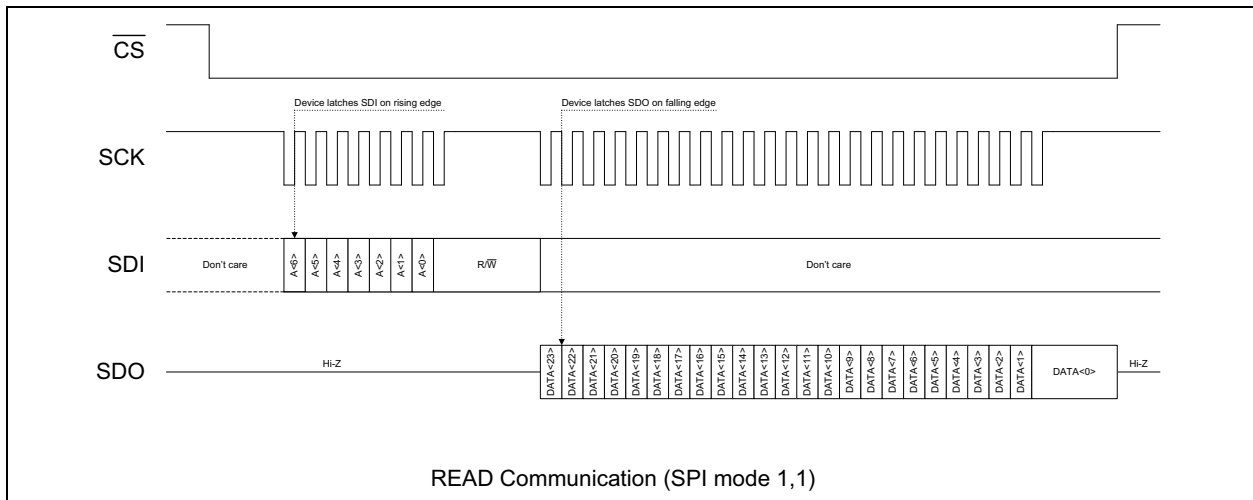 CS
Device latches SDI on rising edge
Device latches SDO on falling edge
SCK
SDI
Don't care
A<6>
A<5>
A<4>
A<3>
A<2>
A<1>
A<0>
R/W
Don't care
SDO
Hi-Z
DATA<23>
DATA<22>
DATA<21>
DATA<20>
DATA<19>
DATA<18>
DATA<17>
DATA<16>
DATA<15>
DATA<14>
DATA<13>
DATA<12>
DATA<11>
DATA<10>
DATA<9>
DATA<8>
DATA<7>
DATA<6>
DATA<5>
DATA<4>
DATA<3>
DATA<2>
DATA<1>
DATA<0>
Hi-Z
READ Communication (SPI mode 1,1)